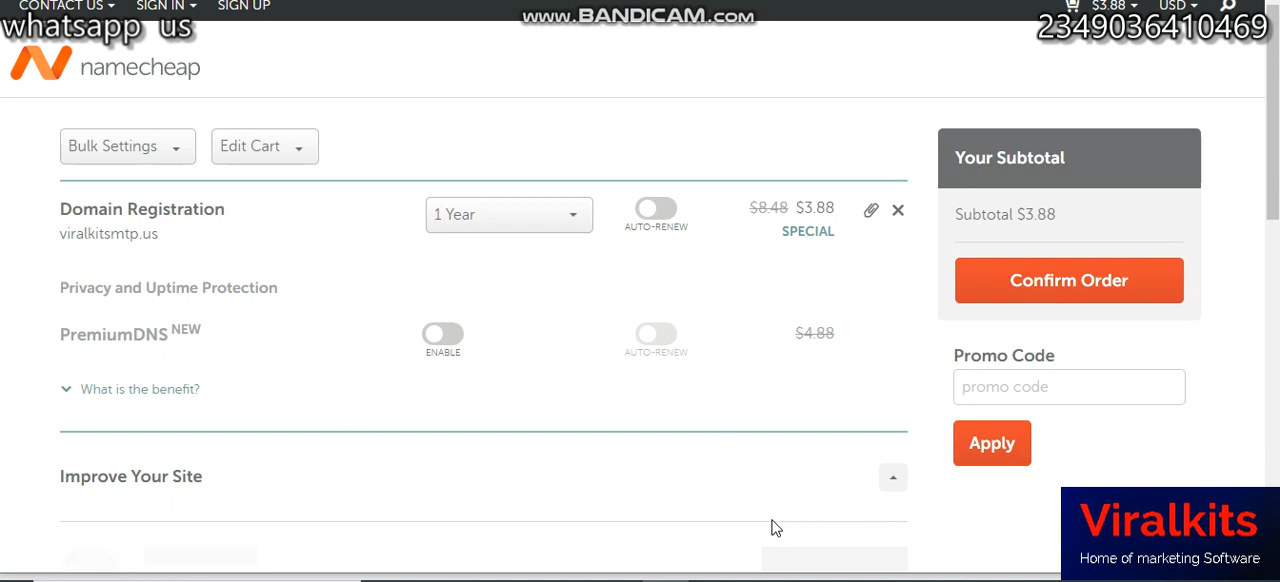 CONTACT US SIGN IN SIGN UP $3.88 USD
www.BANDICAM.com
whatsapp us 2349036410469
namecheap
Bulk Settings Edit Cart
Your Subtotal
Domain Registration 1 Year $8.48 $3.88
viralkitsmtp.us AUTO-RENEW SPECIAL
Subtotal $3.88
Confirm Order
Privacy and Uptime Protection
PremiumDNS NEW $4.88
ENABLE AUTO-RENEW
Promo Code
promo code
What is the benefit?
Apply
Improve Your Site
Viralkits
Home of marketing Software